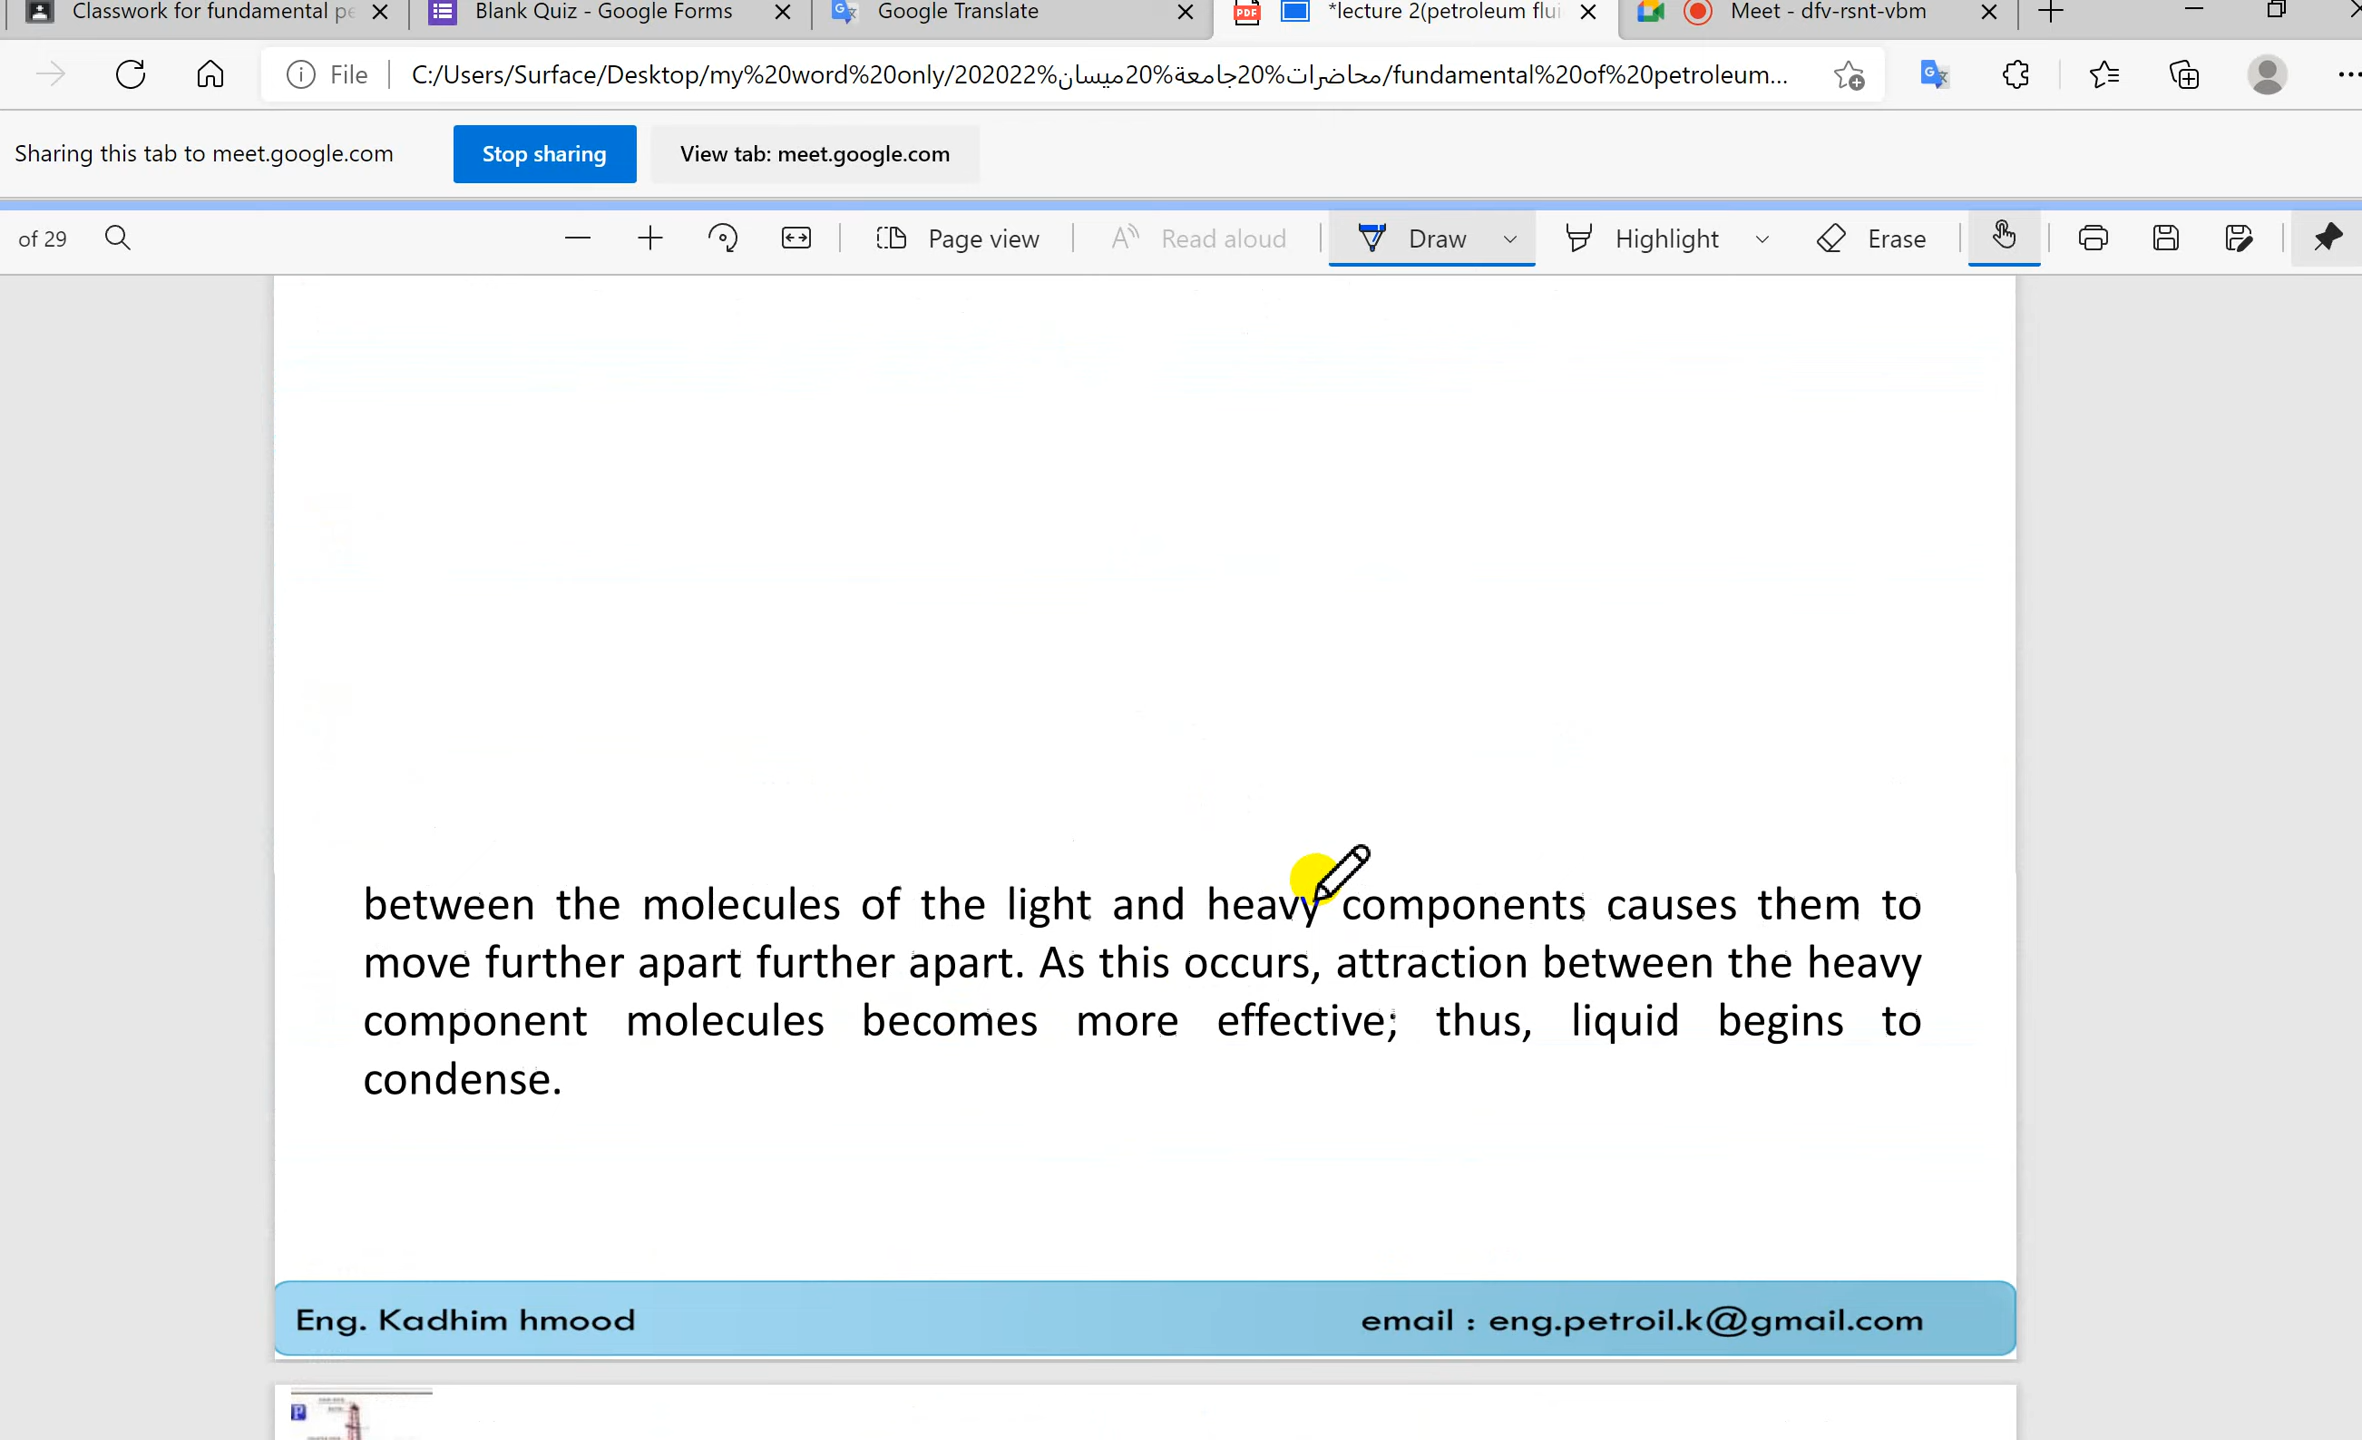 Classwork for fundamental pe
Blank Quiz - Google Forms
Google Translate
*lecture 2(petroleum flui
Meet - dfv-rsnt-vbm
File
C:/Users/Surface/Desktop/my%20word%20only/202022%محاضرات%20جامعة%20ميسان/fundamental%20of%20petroleum...
Sharing this tab to meet.google.com
Stop sharing
View tab: meet.google.com
of 29
Page view
Read aloud
Draw
Highlight
Erase
between the molecules of the light and heavy components causes them to
move further apart further apart. As this occurs, attraction between the heavy
component molecules becomes more effective; thus, liquid begins to
condense.
Eng. Kadhim hmood
email : eng.petroil.k@gmail.com